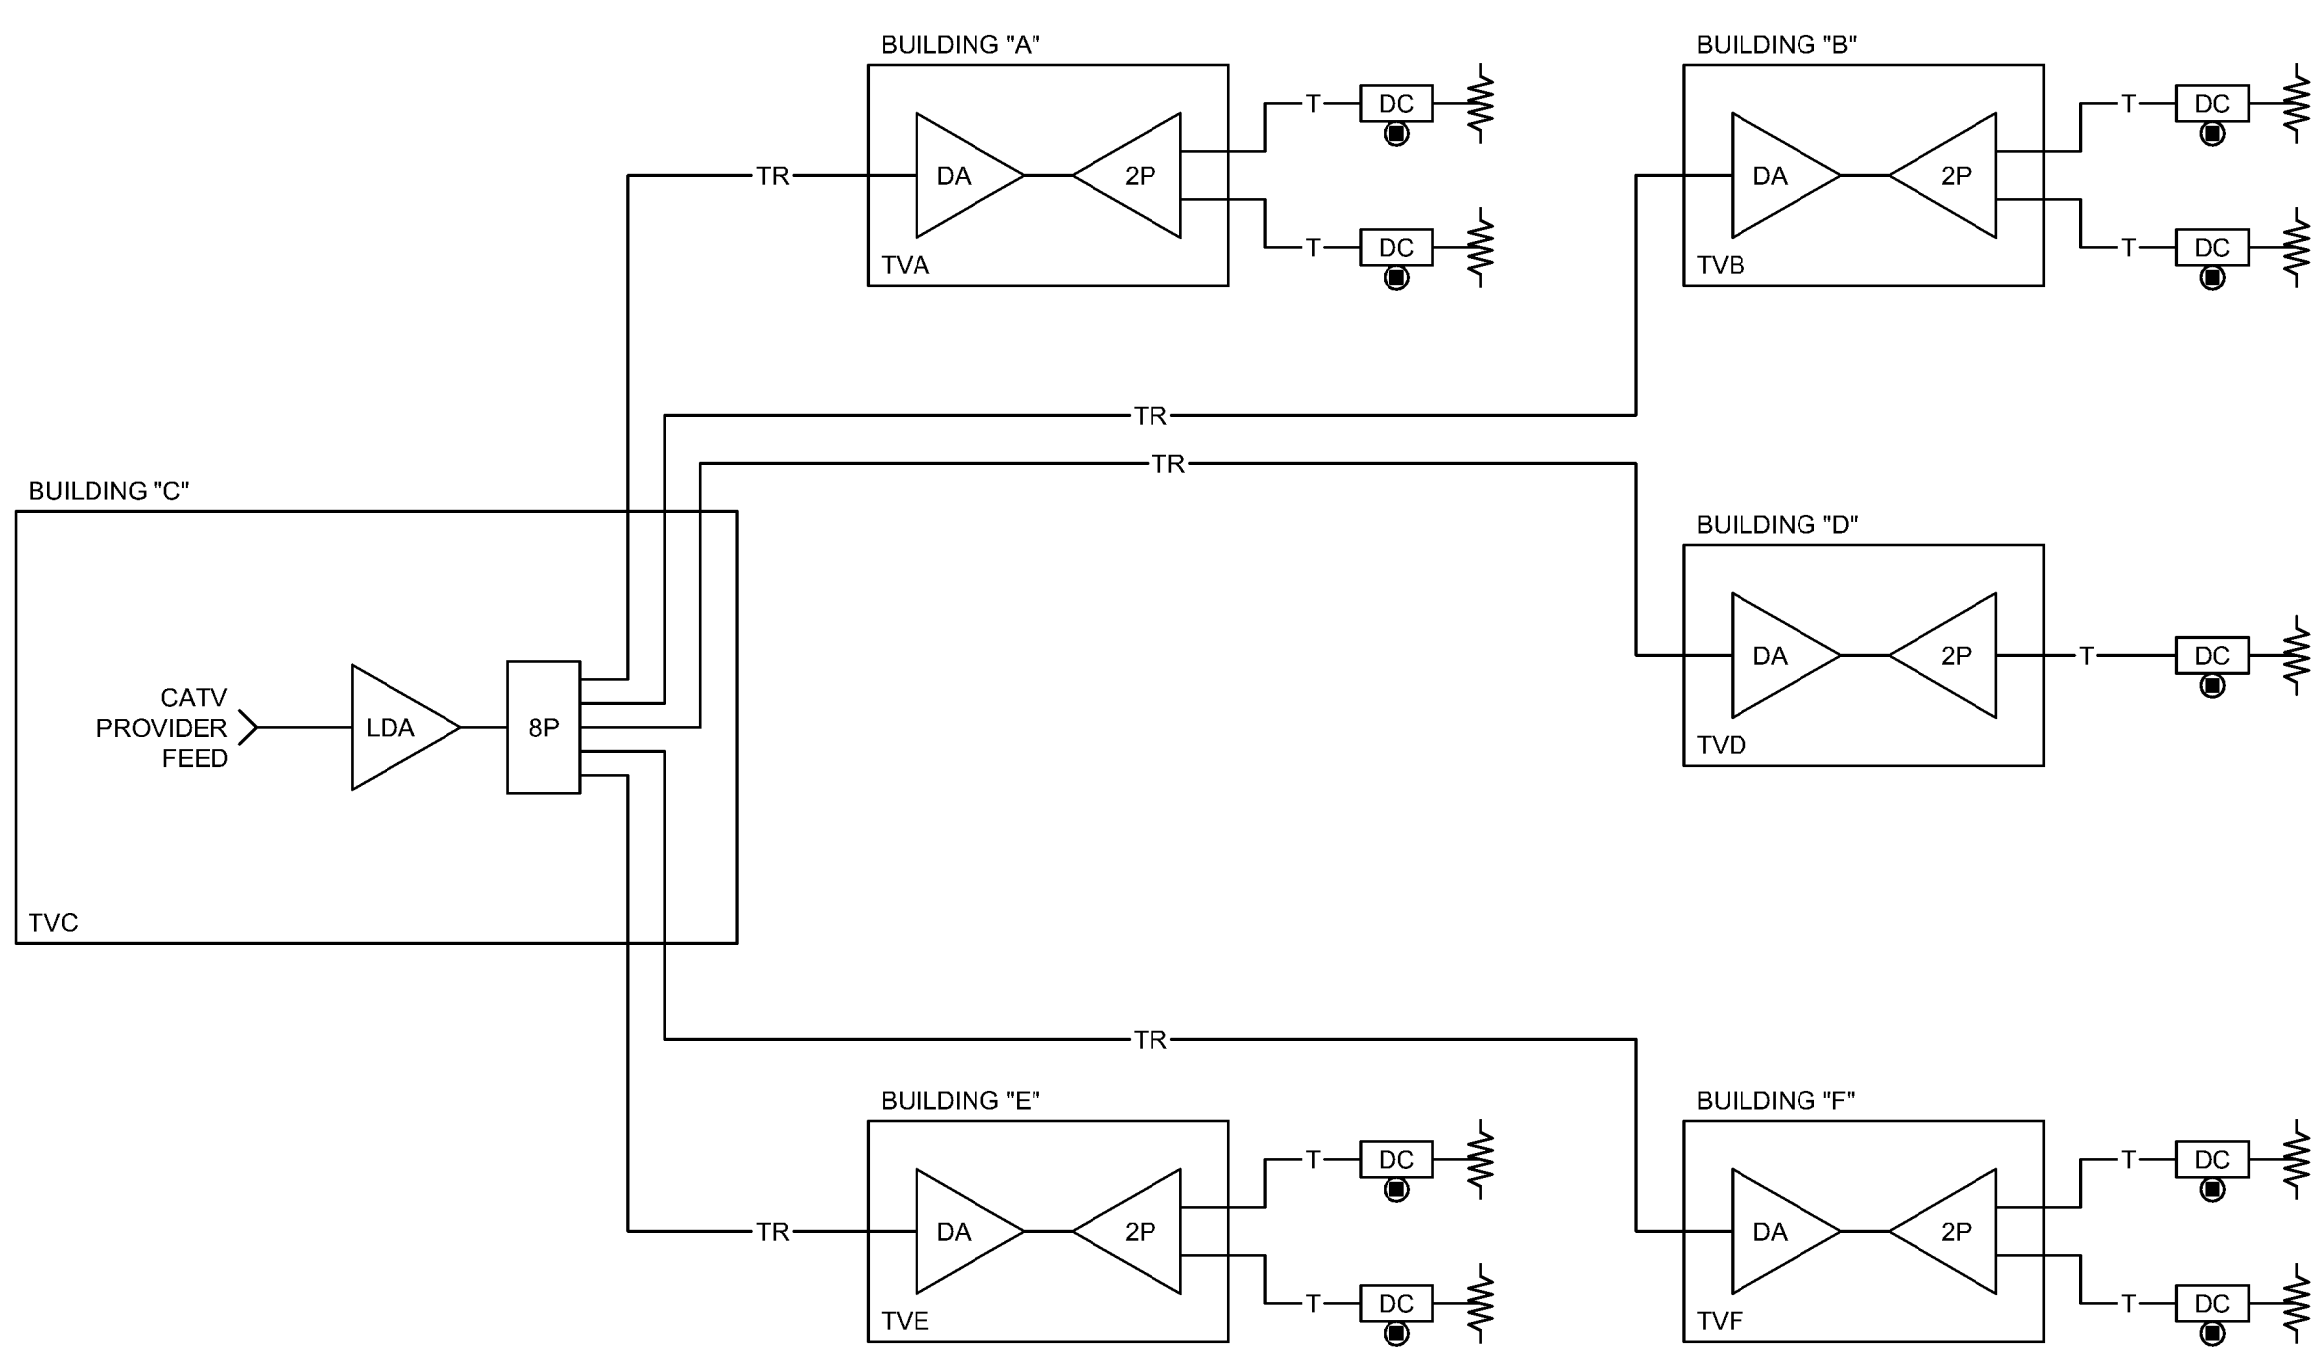 BUILDING "A"
BUILDING "B"
T
DC
T
DC
TR
DA
2P
DA
2P
T
DC
T
DC
TVA
TVB
TR
TR
BUILDING "C"
BUILDING "D"
DA
2P
T
DC
CATV
PROVIDER
FEED
LDA
8P
TVD
TVC
TR
BUILDING "E"
BUILDING "F"
T
DC
T
DC
TR
DA
2P
DA
2P
T
DC
T
DC
TVE
TVF